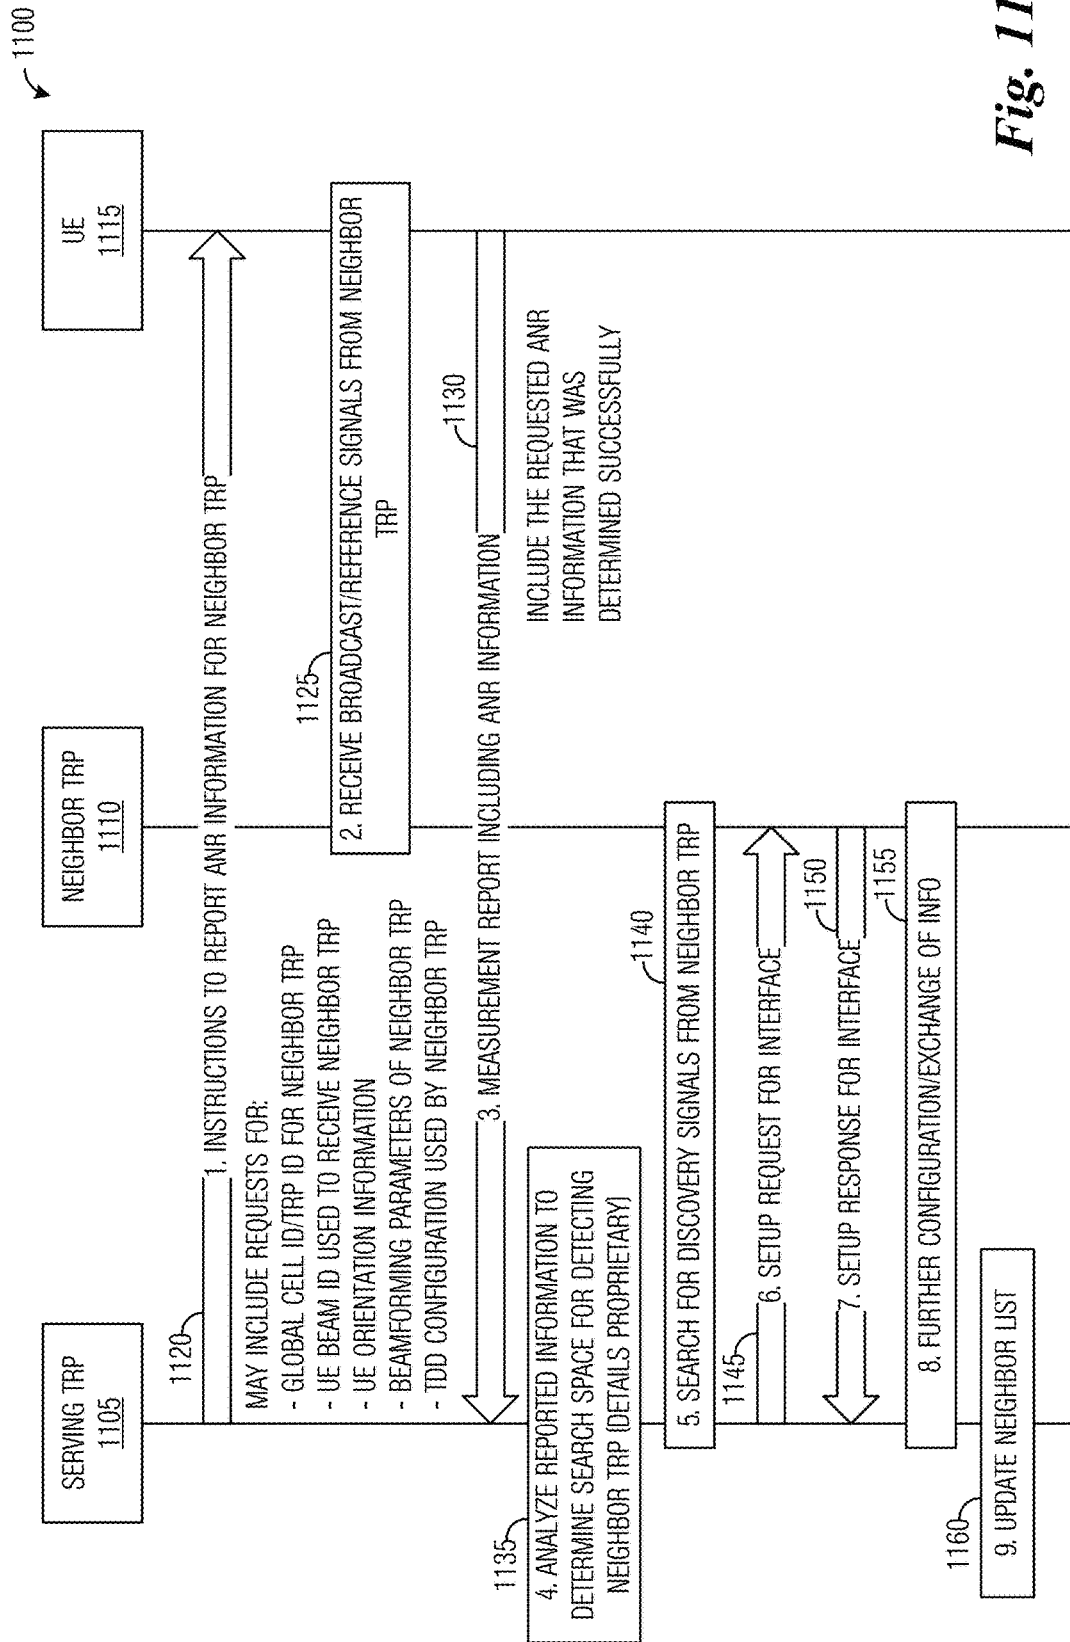 1100
SERVING TRP
1105
NEIGHBOR TRP
1110
UE
1115
1120
1. INSTRUCTIONS TO REPORT ANR INFORMATION FOR NEIGHBOR TRP
MAY INCLUDE REQUESTS FOR:
- GLOBAL CELL ID/TRP ID FOR NEIGHBOR TRP
- UE BEAM ID USED TO RECEIVE NEIGHBOR TRP
- UE ORIENTATION INFORMATION
- BEAMFORMING PARAMETERS OF NEIGHBOR TRP
- TDD CONFIGURATION USED BY NEIGHBOR TRP
1125
2. RECEIVE BROADCAST/REFERENCE SIGNALS FROM NEIGHBOR
TRP
1130
3. MEASUREMENT REPORT INCLUDING ANR INFORMATION
INCLUDE THE REQUESTED ANR
INFORMATION THAT WAS
DETERMINED SUCCESSFULLY
1135
4. ANALYZE REPORTED INFORMATION TO
DETERMINE SEARCH SPACE FOR DETECTING
NEIGHBOR TRP (DETAILS PROPRIETARY)
1140
5. SEARCH FOR DISCOVERY SIGNALS FROM NEIGHBOR TRP
1145
6. SETUP REQUEST FOR INTERFACE
1150
7. SETUP RESPONSE FOR INTERFACE
1155
8. FURTHER CONFIGURATION/EXCHANGE OF INFO
1160
9. UPDATE NEIGHBOR LIST
Fig. 11